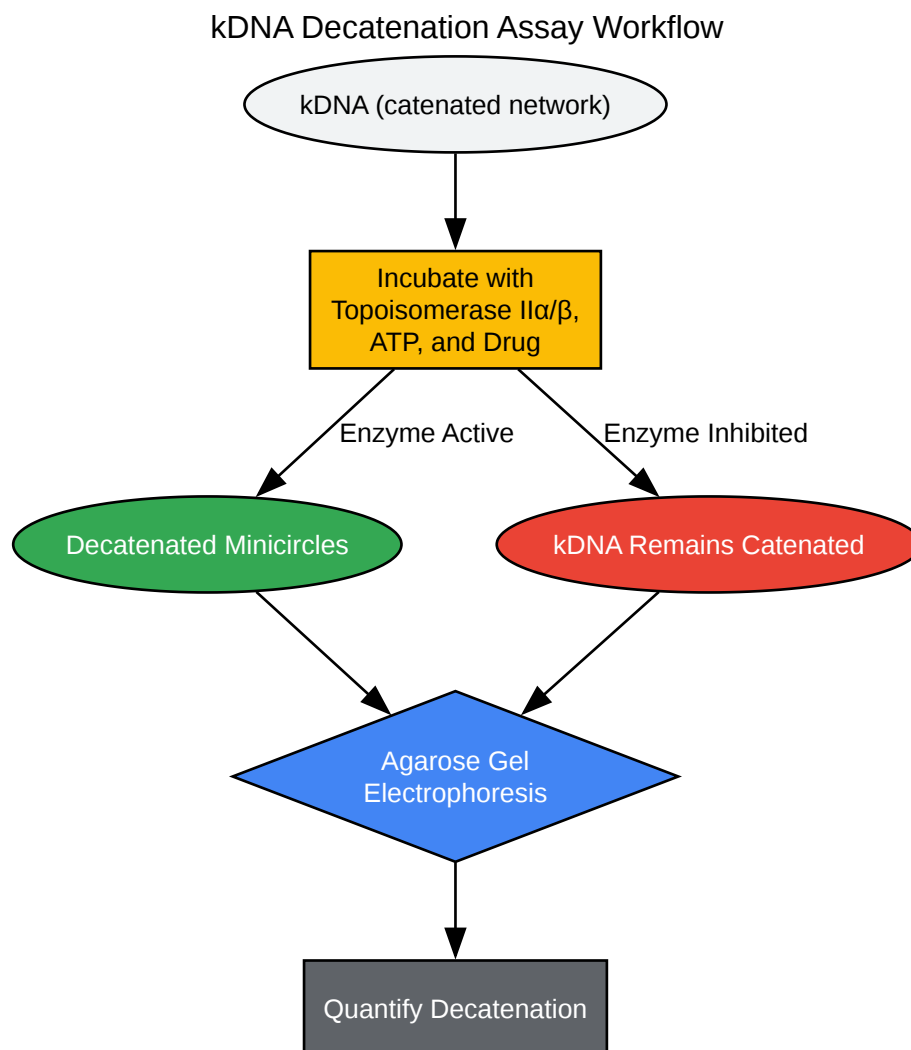 kDNA Decatenation Assay Workflow
kDNA (catenated network)
Incubate with
Topoisomerase IIα/β,
ATP, and Drug
Enzyme Active
Enzyme Inhibited
Decatenated Minicircles
kDNA Remains Catenated
Agarose Gel
Electrophoresis
Quantify Decatenation